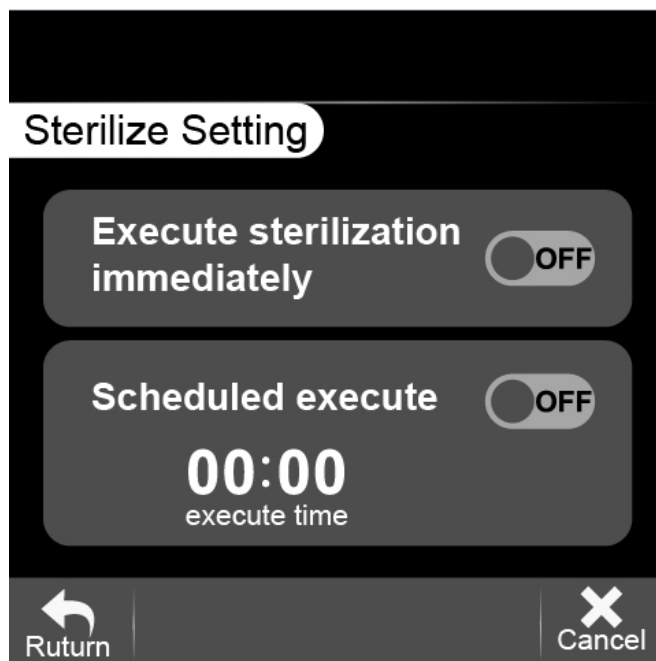 Sterilize Setting
Execute sterilization
immediately
OFF
Scheduled execute
OFF
00:00
execute time
Ruturn
Cancel